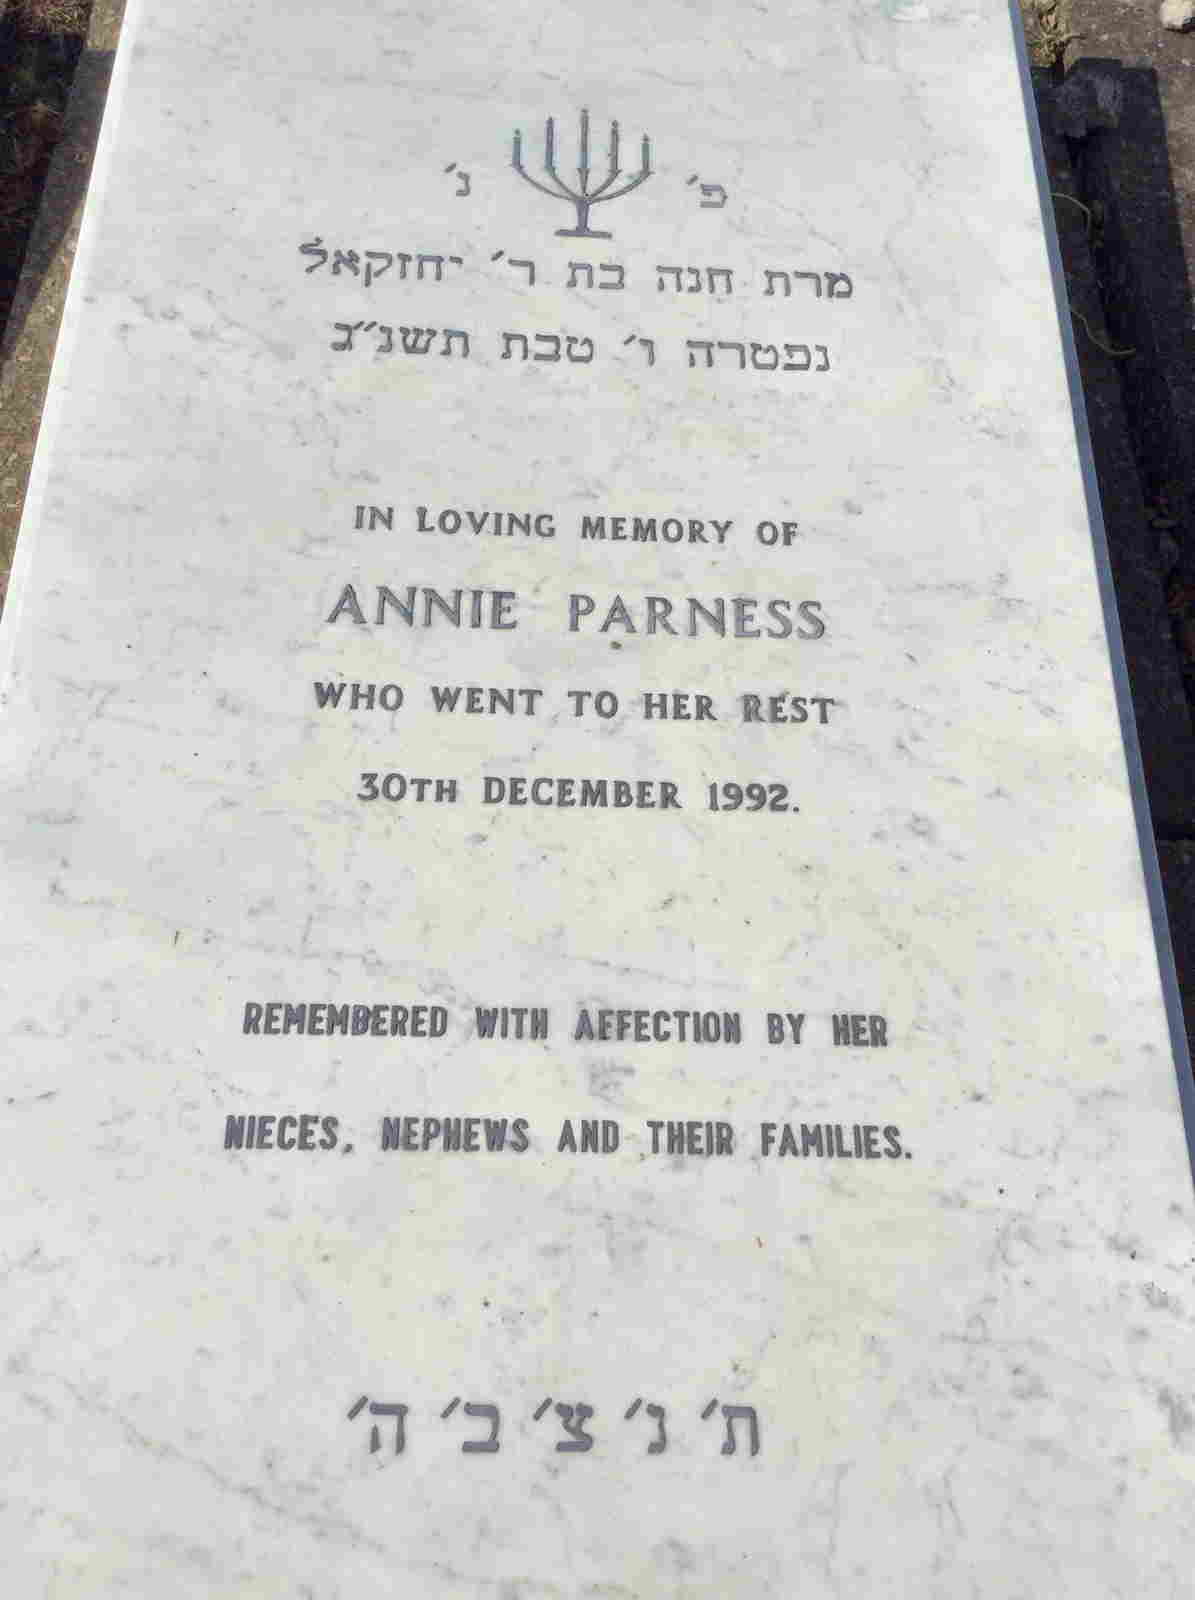 פ׳ נ׳
מרת חנה בת ר׳ יחזקאל
נפטרה ו׳ טבת תשנ״ג
IN LOVING MEMORY OF
ANNIE PARNESS
WHO WENT TO HER REST
30TH DECEMBER 1992.
REMEMBERED WITH AFFECTION BY HER
NIECES, NEPHEWS AND THEIR FAMILIES.
ת׳ נ׳ צ׳ ב׳ ה׳